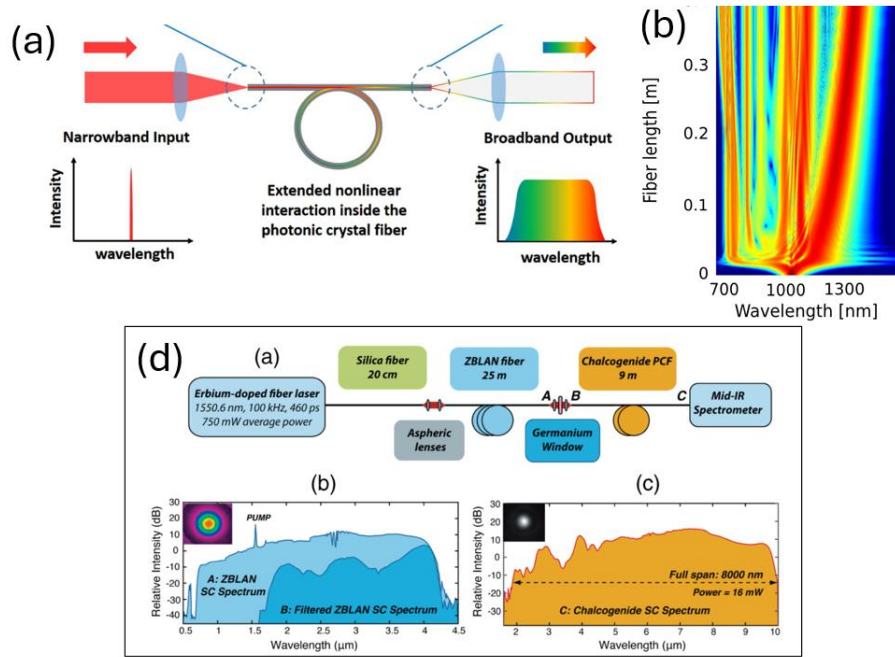 (a)
Narrowband Input
Intensity
wavelength
Extended nonlinear
interaction inside the
photonic crystal fiber
Broadband Output
Intensity
wavelength
(b)
Fiber length [m]
0.3
0.2
0.1
0
700 1000 1300
Wavelength [nm]
(d)
(a)
Silica fiber
20 cm
ZBLAN fiber
25 m
Chalcogenide PCF
9 m
Erbium-doped fiber laser
1550.6 nm, 100 kHz, 460 ps
750 mW average power
A B C
Mid-IR
Spectrometer
Aspheric
lenses
Germanium
Window
(b)
Relative Intensity (dB)
30
20
10
0
-10
-20
-30
-40
PUMP
A: ZBLAN
SC Spectrum
B: Filtered ZBLAN SC Spectrum
0.5 1 1.5 2 2.5 3 3.5 4 4.5
Wavelength (μm)
(c)
Relative Intensity (dB)
30
20
10
0
-10
-20
-30
Full span: 8000 nm
Power = 16 mW
C: Chalcogenide SC Spectrum
2 3 4 5 6 7 8 9 10
Wavelength (μm)